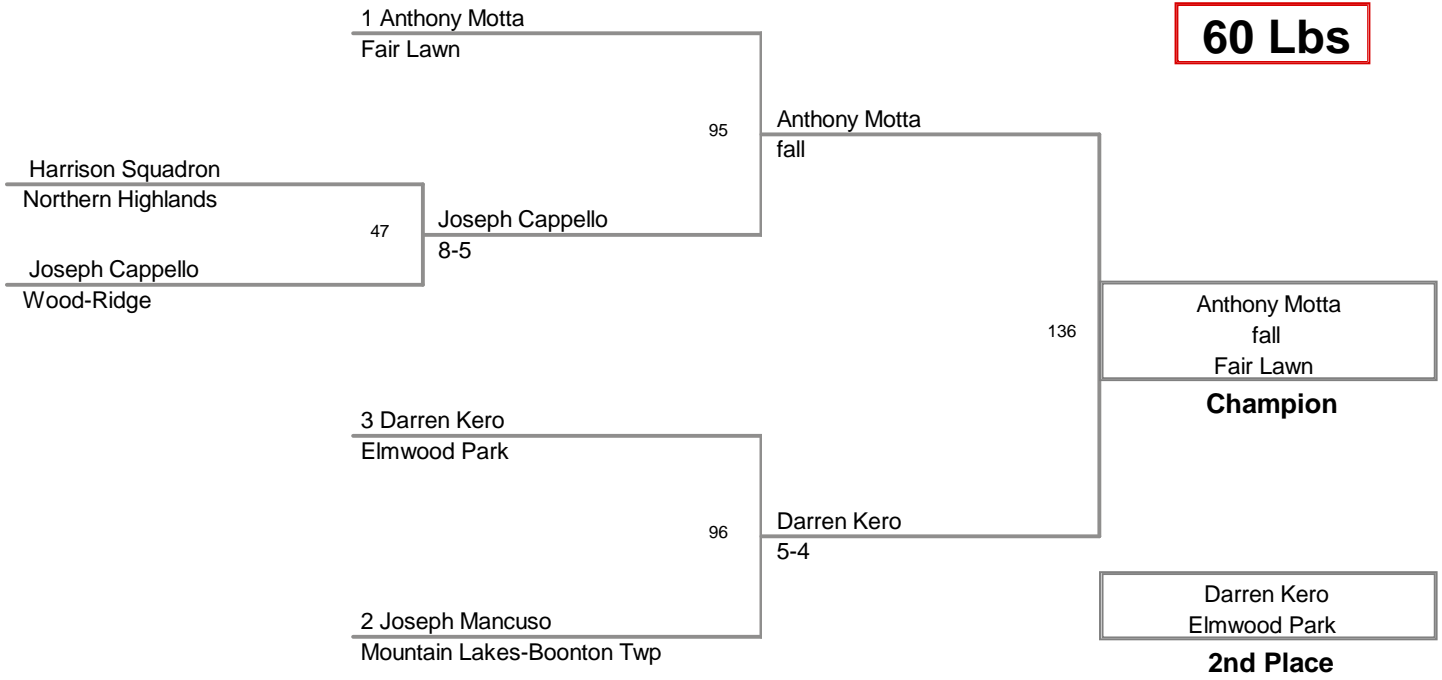 1 Anthony Motta
Fair Lawn
60 Lbs
95
Anthony Motta
fall
Harrison Squadron
Northern Highlands
47
Joseph Cappello
8-5
Joseph Cappello
Wood-Ridge
136
Anthony Motta
fall
Fair Lawn
Champion
3 Darren Kero
Elmwood Park
96
Darren Kero
5-4
2 Joseph Mancuso
Mountain Lakes-Boonton Twp
Darren Kero
Elmwood Park
2nd Place